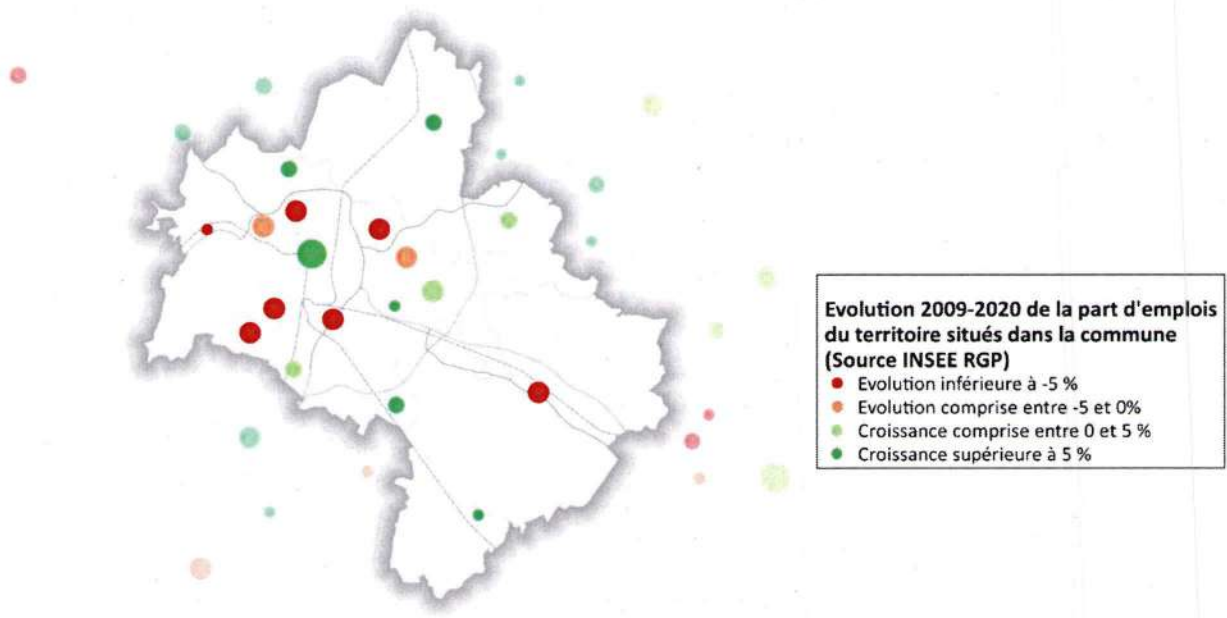 Evolution 2009-2020 de la part d'emplois
du territoire situés dans la commune
(Source INSEE RGP)
Evolution inférieure à -5 %
Evolution comprise entre -5 et 0%
Croissance comprise entre 0 et 5 %
Croissance supérieure à 5 %